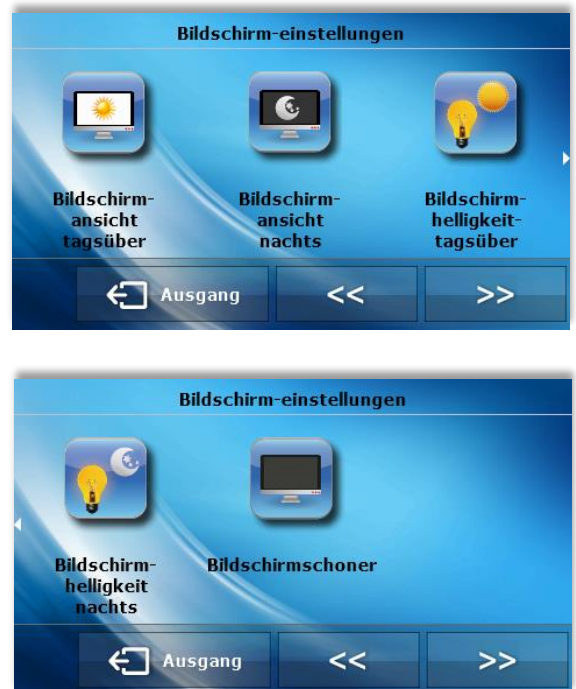 Bildschirm-einstellungen
Bildschirm-
ansicht
tagsüber
Bildschirm-
ansicht
nachts
Bildschirm-
helligkeit-
tagsüber
Ausgang
<<
>>
Bildschirm-einstellungen
Bildschirm-
helligkeit
nachts
Bildschirmschoner
Ausgang
<<
>>